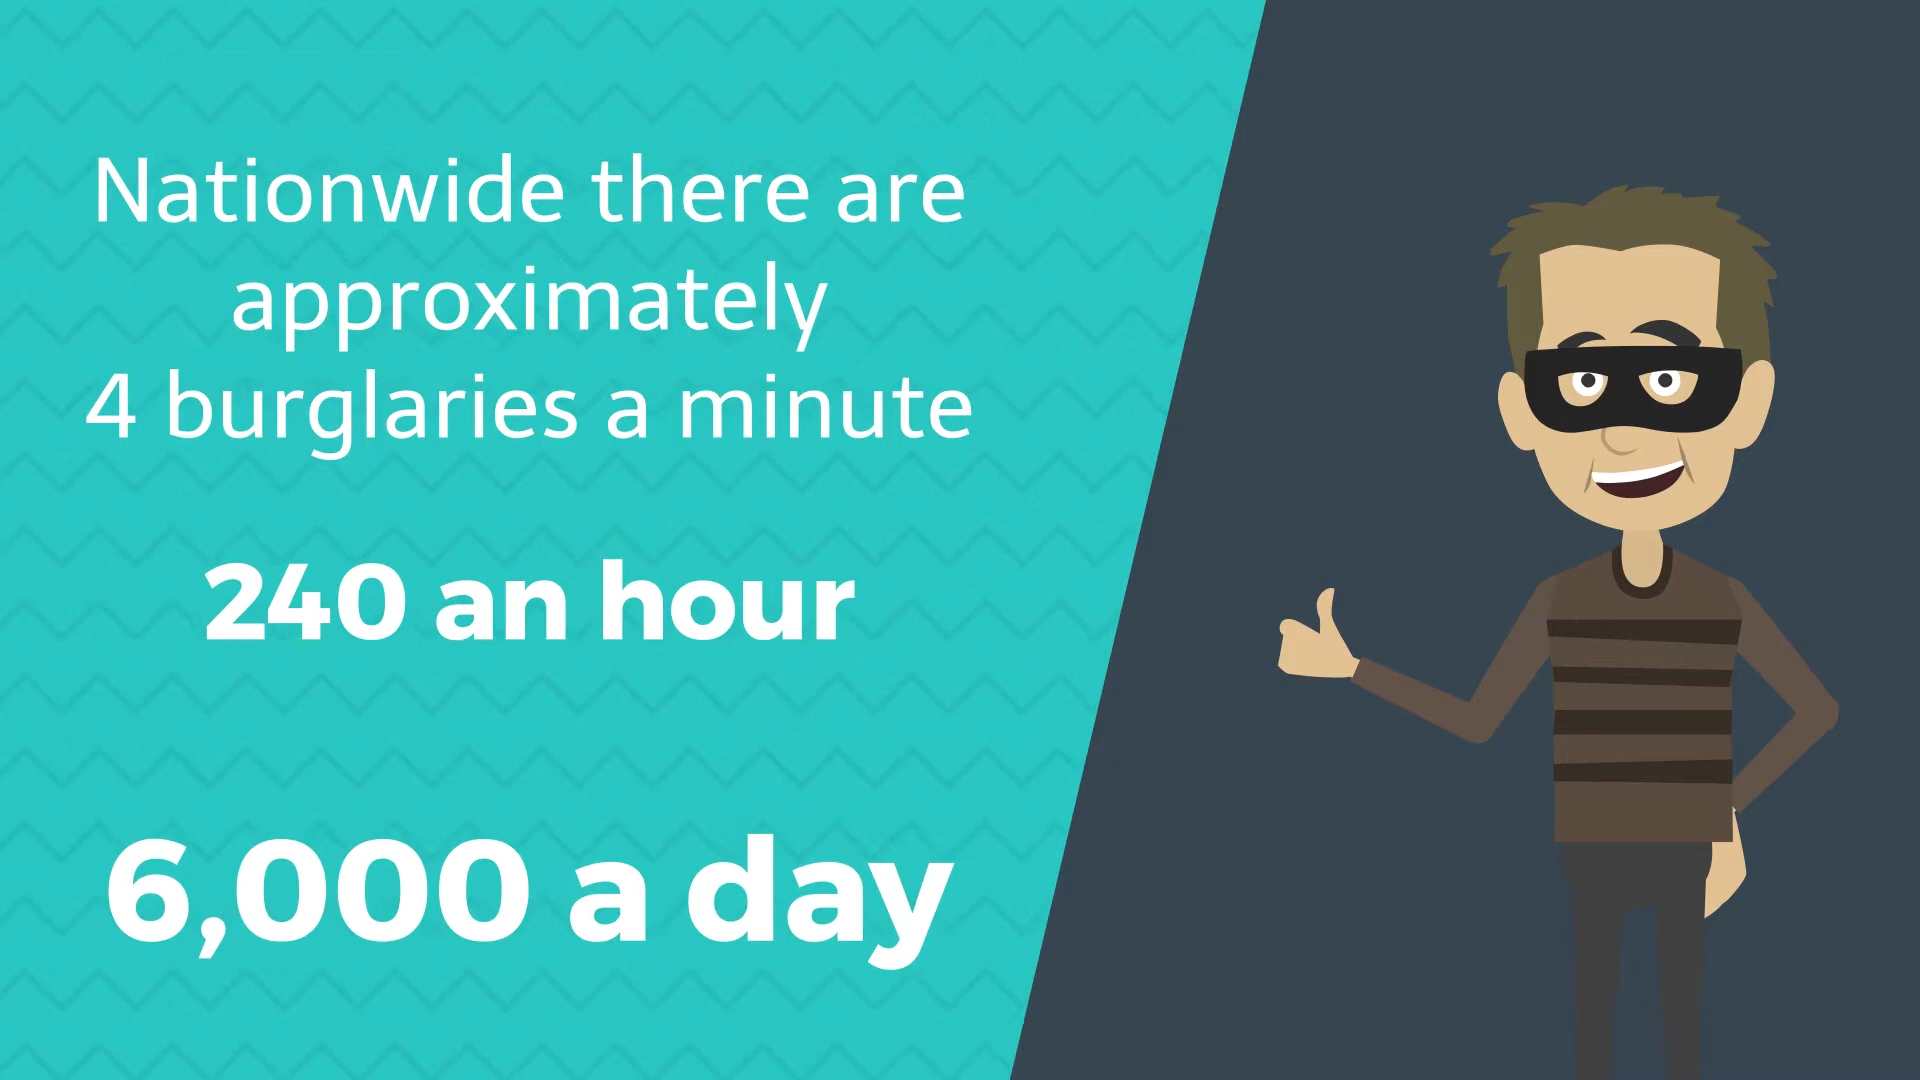 Nationwide there are
approximately
4 burglaries a minute
240 an hour
6,000 a day